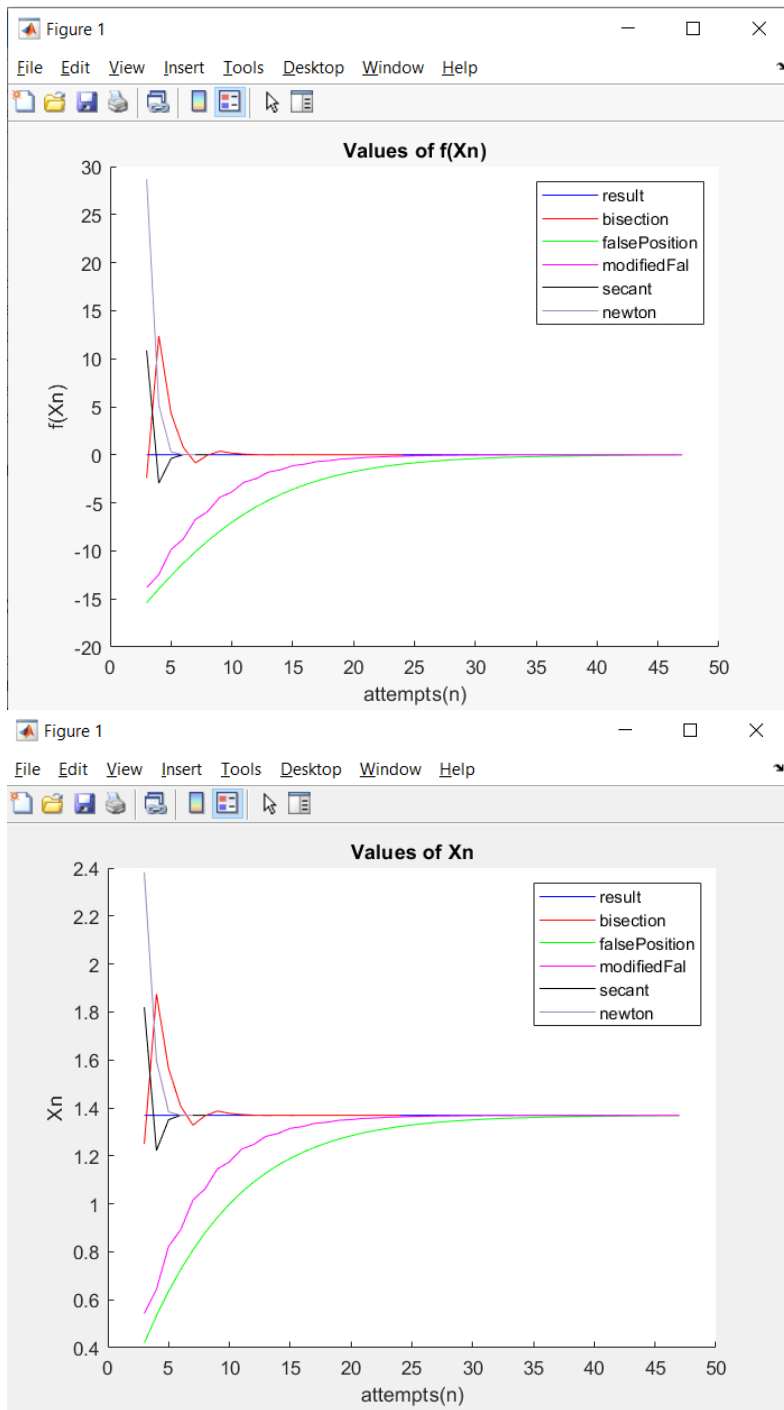 Figure 1
File Edit View Insert Tools Desktop Window Help
Values of f(Xn)
30
25
20
15
10
5
0
-5
-10
-15
-20
f(Xn)
result
bisection
falsePosition
modifiedFal
secant
newton
0 5 10 15 20 25 30 35 40 45 50
attempts(n)
Figure 1
File Edit View Insert Tools Desktop Window Help
Values of Xn
2.4
2.2
2
1.8
1.6
1.4
1.2
1
0.8
0.6
0.4
Xn
result
bisection
falsePosition
modifiedFal
secant
newton
0 5 10 15 20 25 30 35 40 45 50
attempts(n)